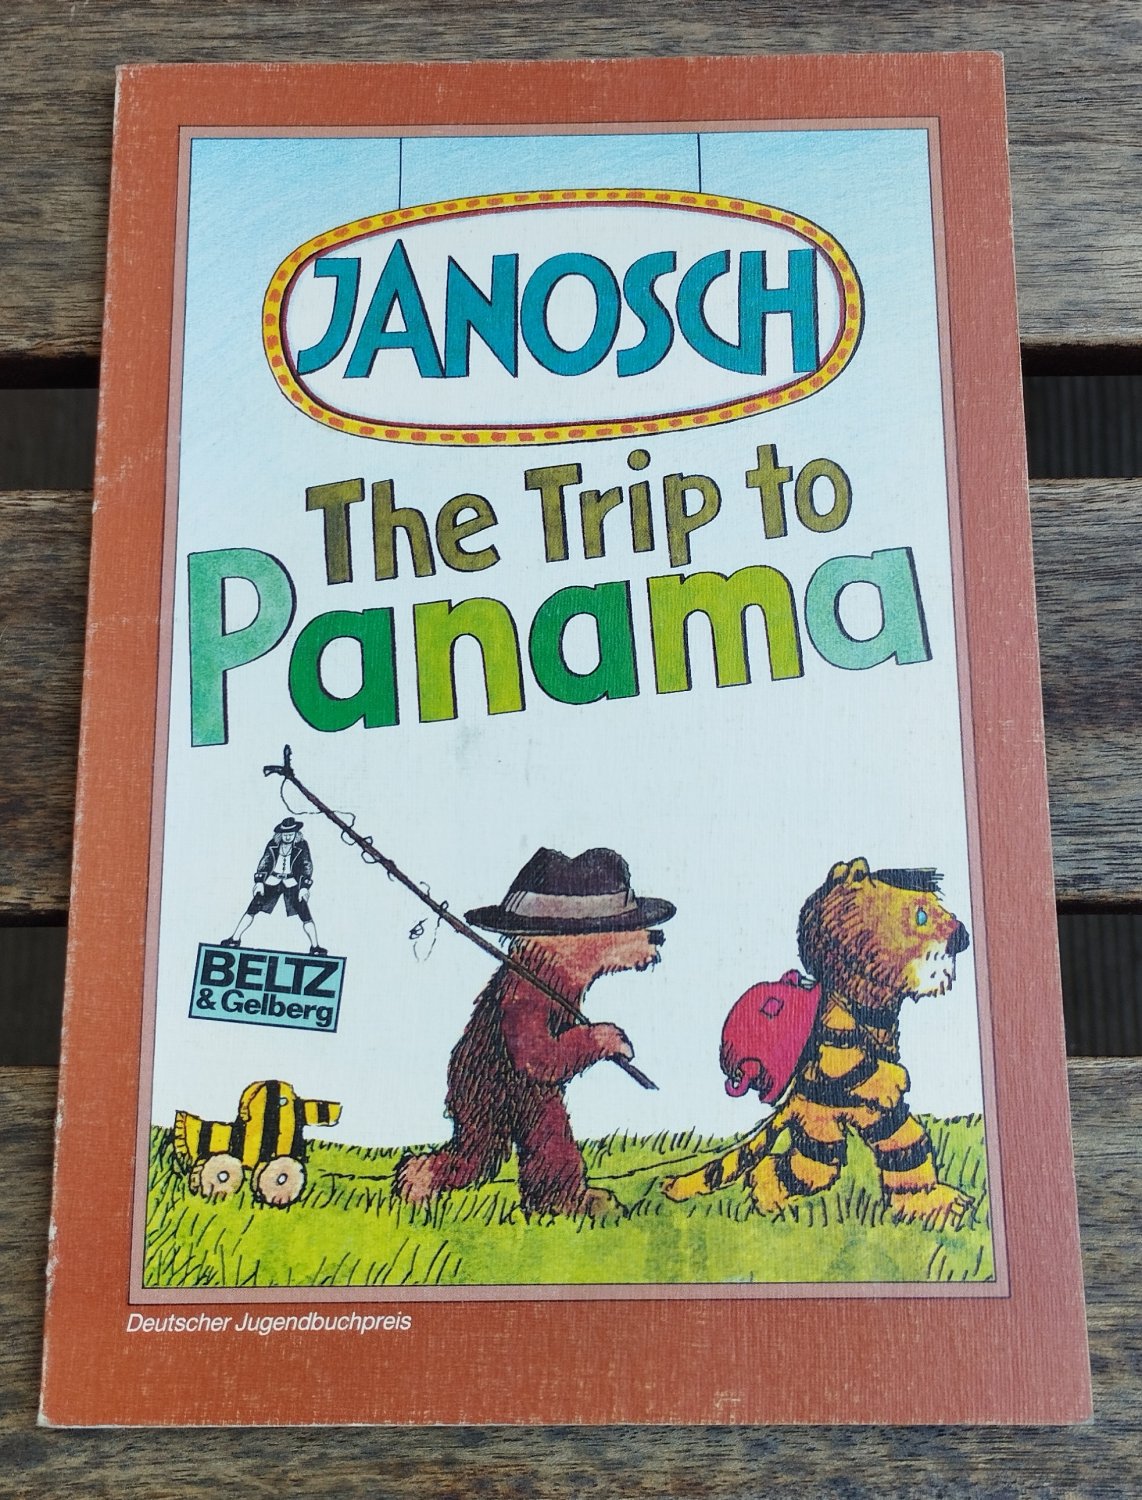 JANOSCH
The Trip to
Panama
BELTZ
& Gelberg
Deutscher Jugendbuchpreis